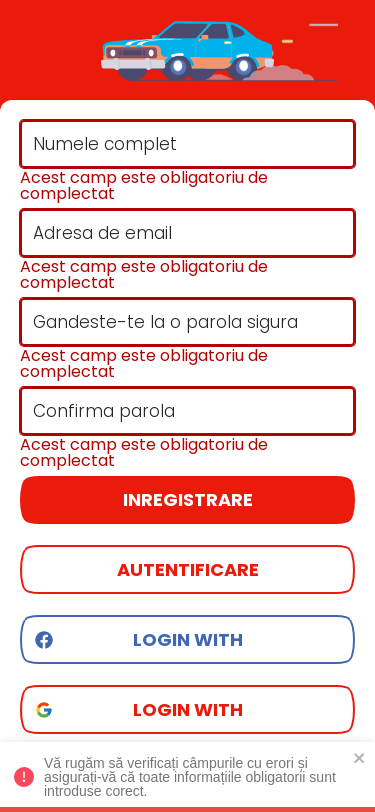 Numele complet
Acest camp este obligatoriu de
complectat
Adresa de email
Acest camp este obligatoriu de
complectat
Gandeste-te la o parola sigura
Acest camp este obligatoriu de
complectat
Confirma parola
Acest camp este obligatoriu de
complectat
INREGISTRARE
AUTENTIFICARE
LOGIN WITH
LOGIN WITH
Vă rugăm să verificați câmpurile cu erori și
asigurați-vă că toate informațiile obligatorii sunt
introduse corect.